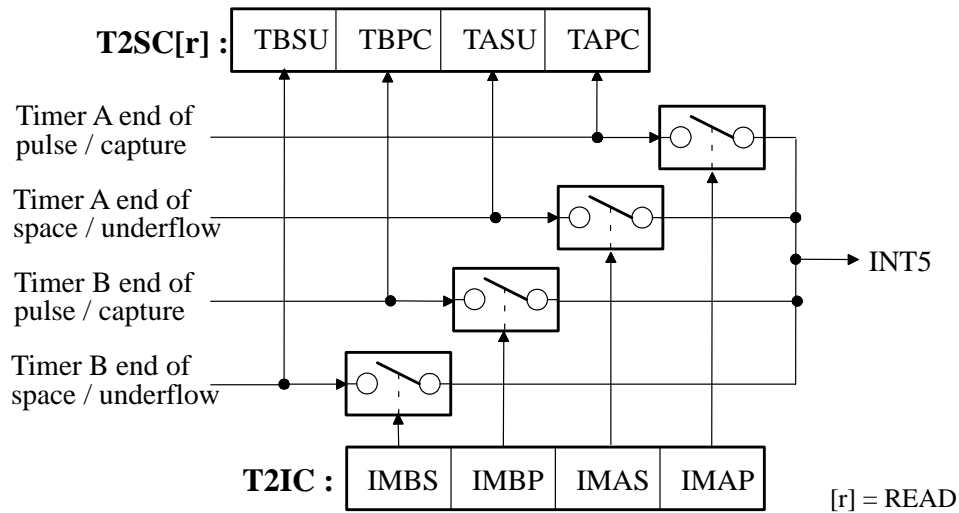 T2SC[r] : TBSU TBPC TASU TAPC
Timer A end of
pulse / capture
Timer A end of
space / underflow
INT5
Timer B end of
pulse / capture
Timer B end of
space / underflow
T2IC : IMBS IMBP IMAS IMAP
[r] = READ